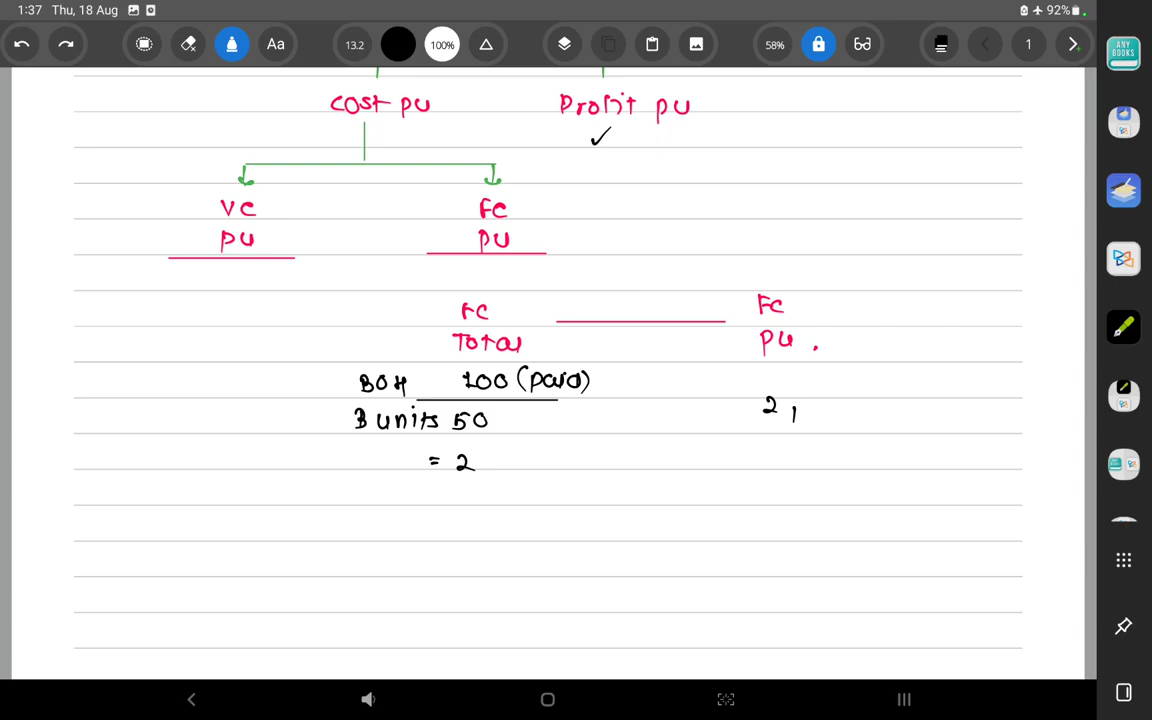 1:37 Thu, 18 Aug
92%
Aa 13.2 100% 58% 1
ANY BOOKS
Cost pu Profit pu
VC FC
pu pu
FC FC
Total pu.
BOH 100 (paid)
B units 50 2,
= 2